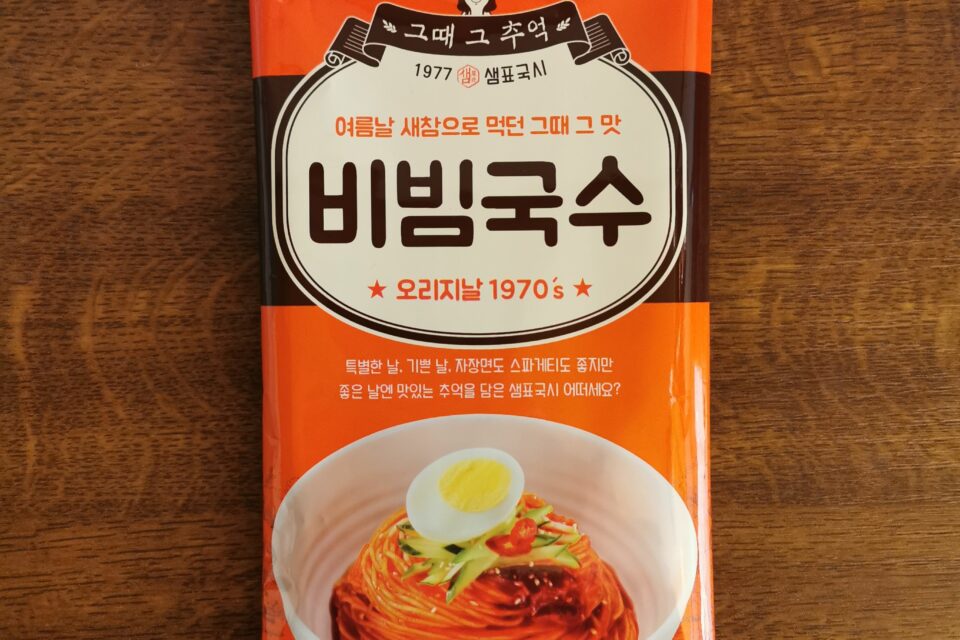 그때 그 추억
1977 샘 샘표국시
여름날 새참으로 먹던 그때 그 맛
비빔국수
★ 오리지날 1970's ★
특별한 날, 기쁜 날, 자장면도 스파게티도 좋지만
좋은 날엔 맛있는 추억을 담은 샘표국시 어떠세요?